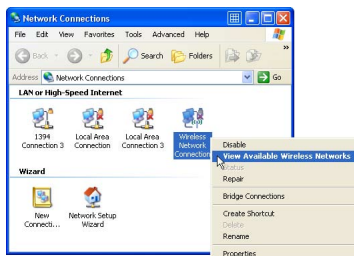 Network Connections
File Edit View Favorites Tools Advanced Help
Back Search Folders
Address Network Connections Go
LAN or High-Speed Internet
1394 Connection 3
Local Area Connection
Local Area Connection 3
Wireless Network Connection
Disable
View Available Wireless Networks
Status
Repair
Bridge Connections
Create Shortcut
Delete
Rename
Properties
Wizard
New Connecti...
Network Setup Wizard